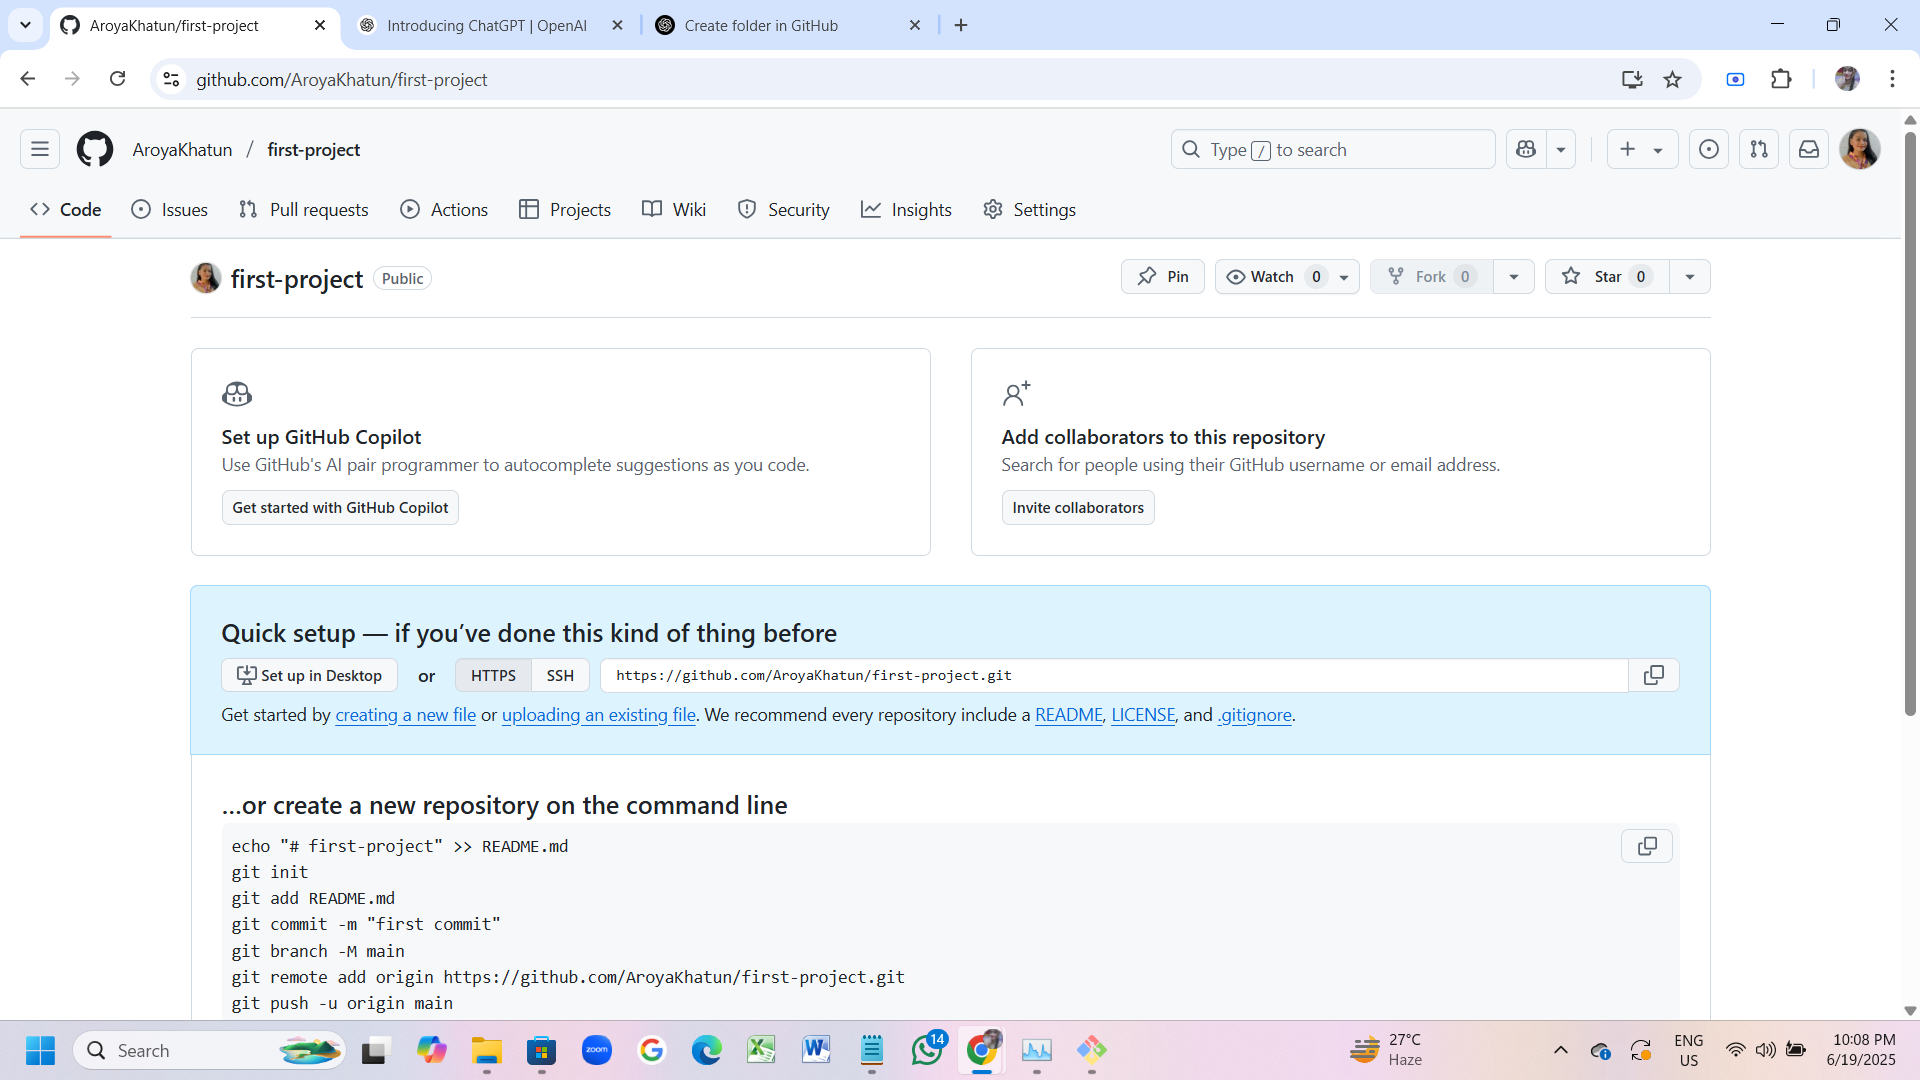 AroyaKhatun/first-project
Introducing ChatGPT | OpenAI
Create folder in GitHub
github.com/AroyaKhatun/first-project
AroyaKhatun / first-project
Type / to search
Code
Issues
Pull requests
Actions
Projects
Wiki
Security
Insights
Settings
first-project Public
Pin
Watch 0
Fork 0
Star 0
Set up GitHub Copilot
Use GitHub's AI pair programmer to autocomplete suggestions as you code.
Get started with GitHub Copilot
Add collaborators to this repository
Search for people using their GitHub username or email address.
Invite collaborators
Quick setup — if you’ve done this kind of thing before
Set up in Desktop or HTTPS SSH https://github.com/AroyaKhatun/first-project.git
Get started by creating a new file or uploading an existing file. We recommend every repository include a README, LICENSE, and .gitignore.
…or create a new repository on the command line
echo "# first-project" >> README.md
git init
git add README.md
git commit -m "first commit"
git branch -M main
git remote add origin https://github.com/AroyaKhatun/first-project.git
git push -u origin main
Search
zoom
14
27°C
Haze
ENG
US
10:08 PM
6/19/2025